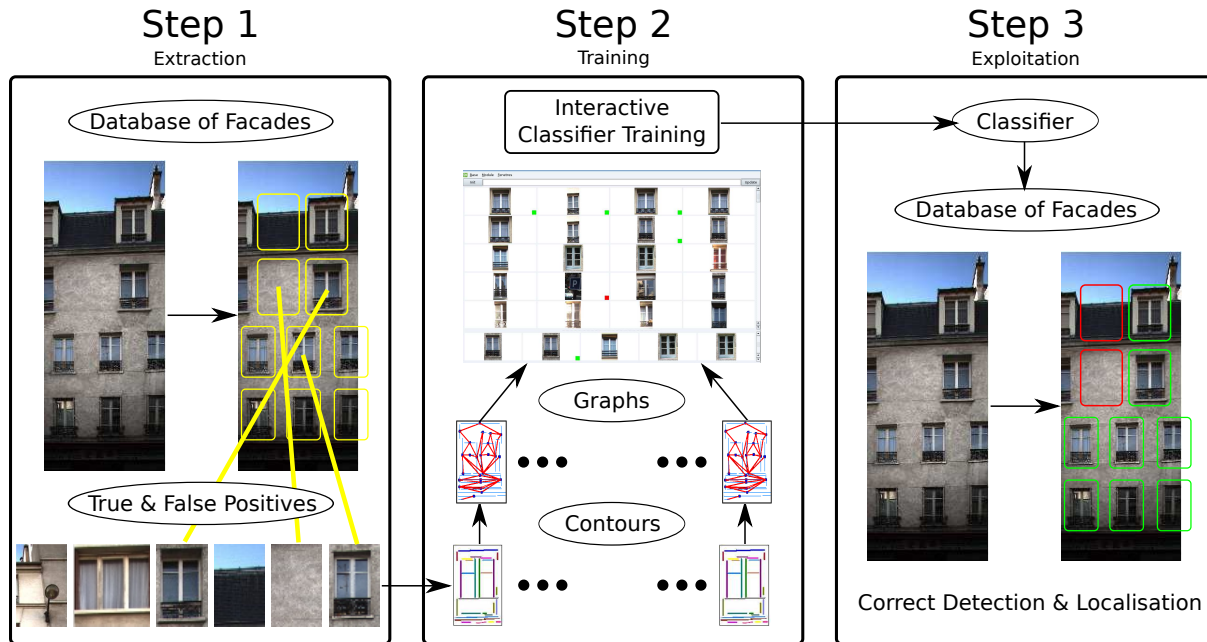 Step 1
Extraction
Database of Facades
True & False Positives
Step 2
Training
Interactive
Classifier Training
Graphs
Contours
Step 3
Exploitation
Classifier
Database of Facades
Correct Detection & Localisation